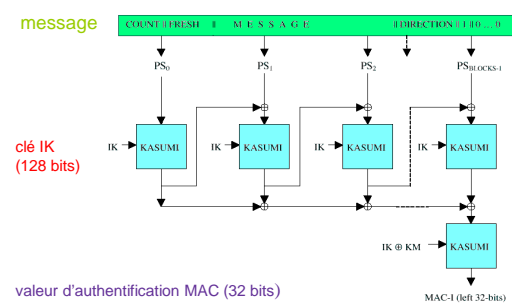 message
COUNT || FRESH || M E S S A G E || DIRECTION || 1 || 0 … 0
PS0 PS1 PS2 PSBLOCKS-1
clé IK
(128 bits)
IK KASUMI IK KASUMI IK KASUMI IK KASUMI
IK ⊕ KM KASUMI
valeur d'authentification MAC (32 bits)
MAC-I (left 32-bits)